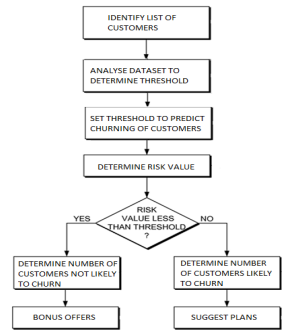 IDENTIFY LIST OF
CUSTOMERS
ANALYSE DATASET TO
DETERMINE THRESHOLD
SET THRESHOLD TO PREDICT
CHURNING OF CUSTOMERS
DETERMINE RISK VALUE
RISK
VALUE LESS
THAN THRESHOLD
?
YES
NO
DETERMINE NUMBER OF
CUSTOMERS NOT LIKELY
TO CHURN
DETERMINE NUMBER
OF CUSTOMERS LIKELY
TO CHURN
BONUS OFFERS
SUGGEST PLANS